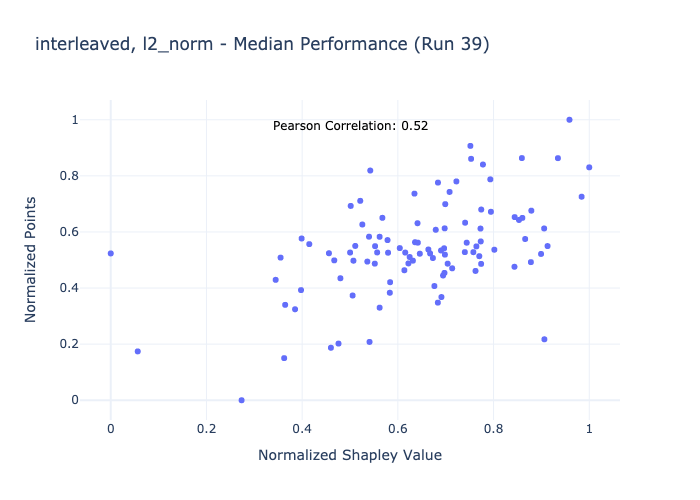 interleaved, l2_norm - Median Performance (Run 39)
Pearson Correlation: 0.52
1
0.8
0.6
0.4
0.2
0
Normalized Points
0 0.2 0.4 0.6 0.8 1
Normalized Shapley Value